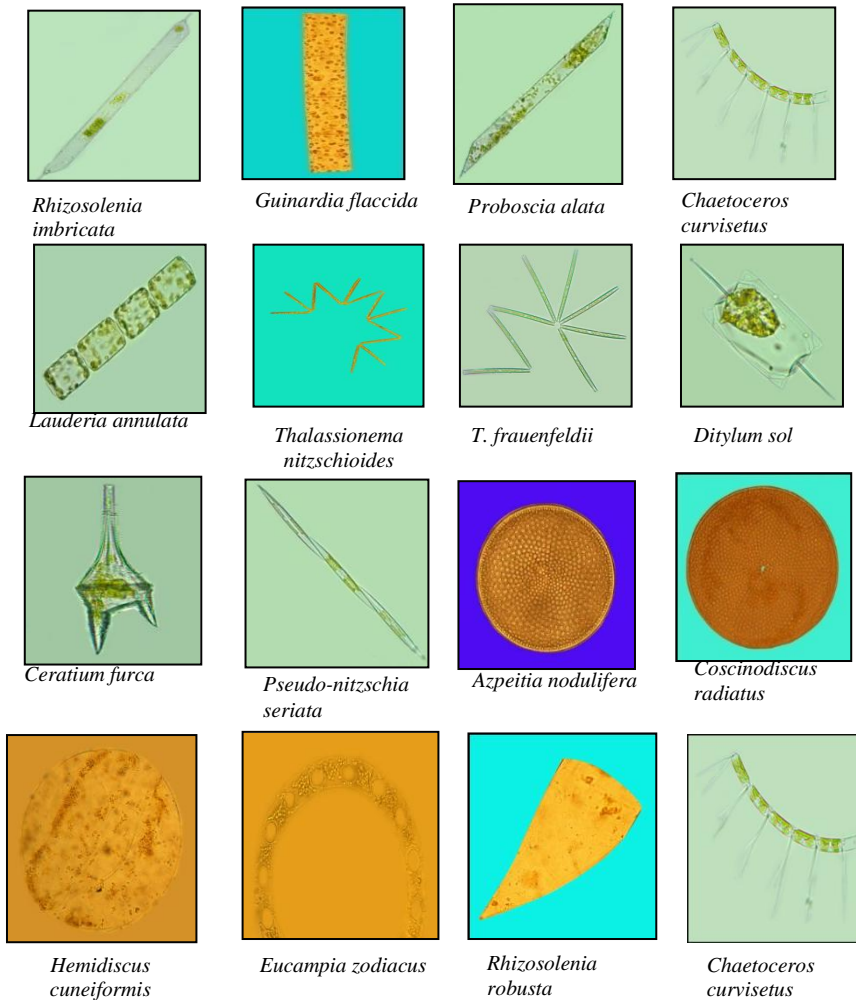 Rhizosolenia
imbricata
Guinardia flaccida
Proboscia alata
Chaetoceros
curvisetus
Lauderia annulata
Thalassionema
nitzschioides
T. frauenfeldii
Ditylum sol
Ceratium furca
Pseudo-nitzschia
seriata
Azpeitia nodulifera
Coscinodiscus
radiatus
Hemidiscus
cuneiformis
Eucampia zodiacus
Rhizosolenia
robusta
Chaetoceros
curvisetus